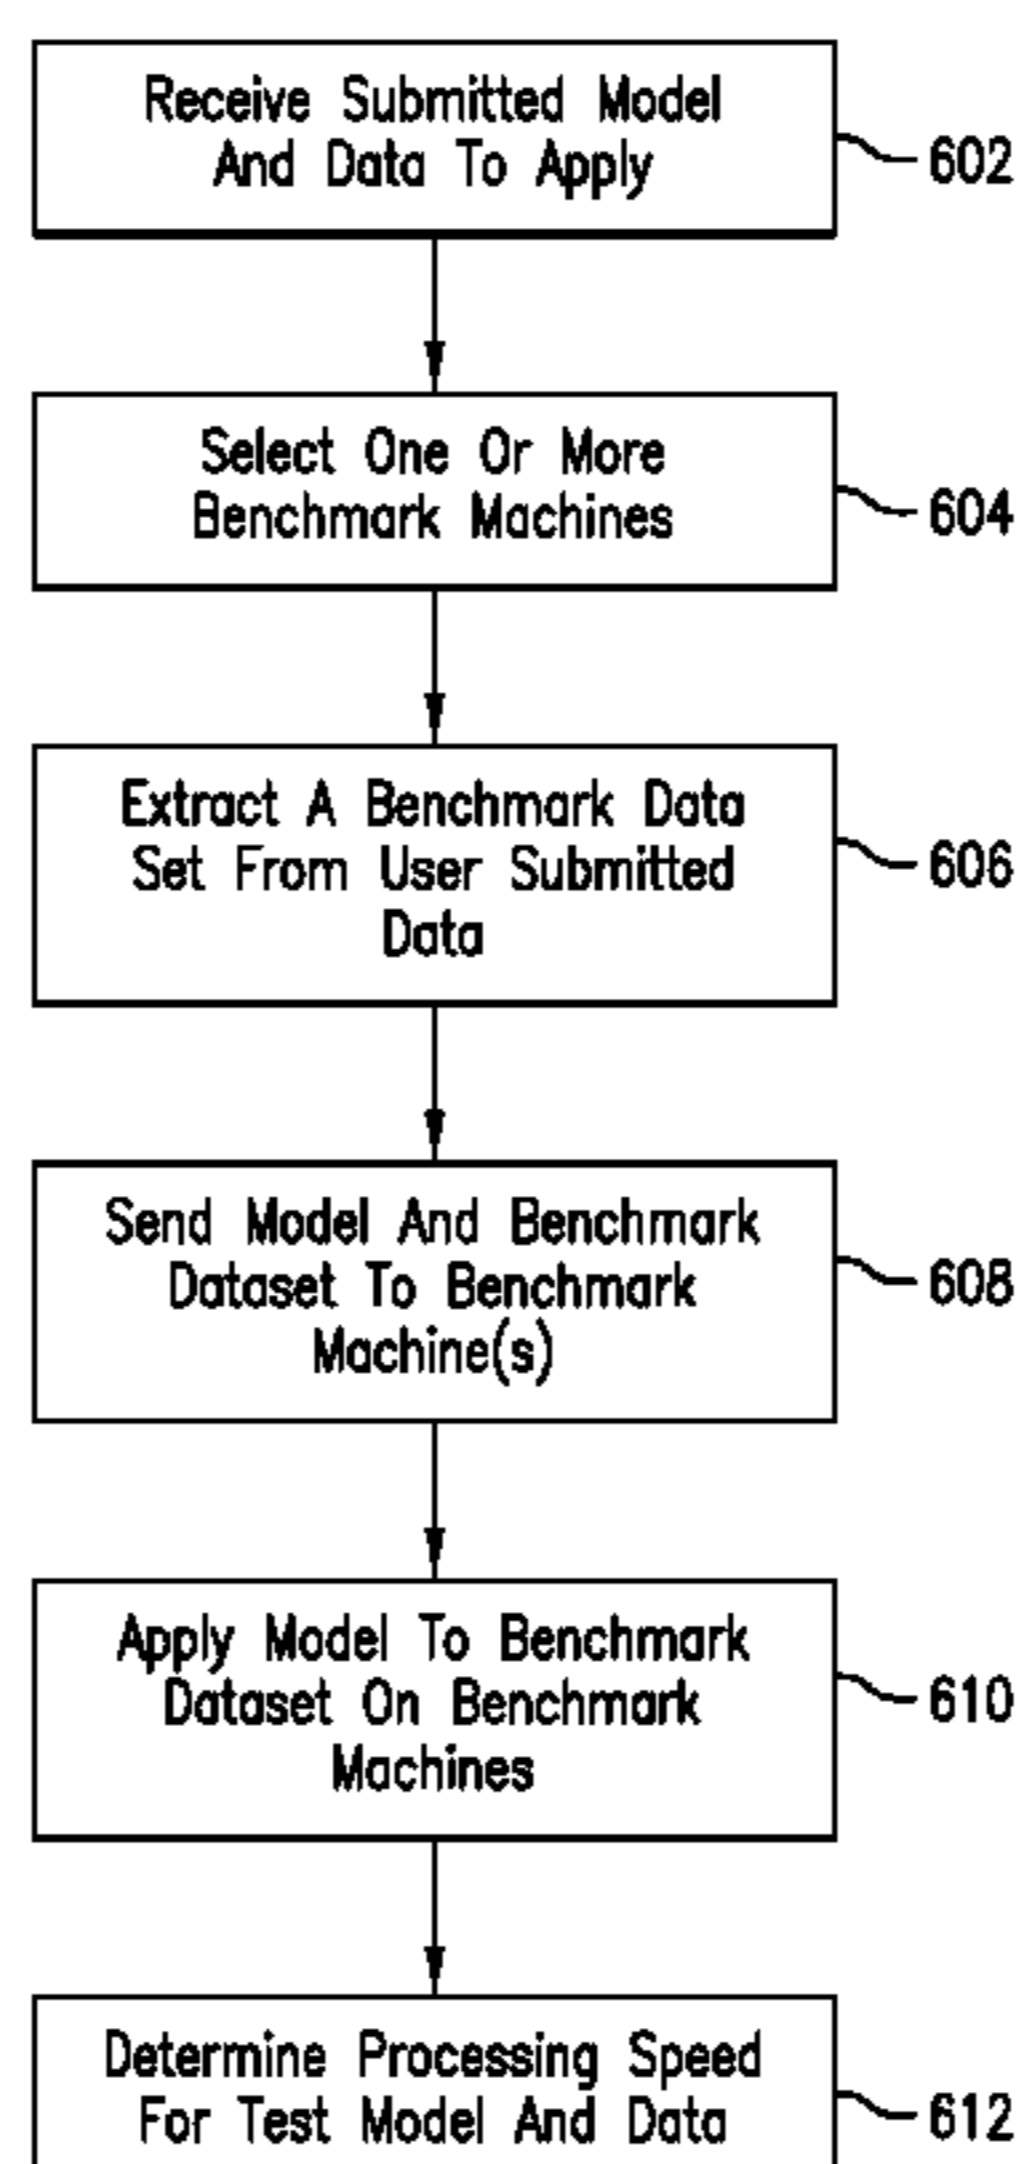 Receive Submitted Model
And Data To Apply
602
Select One Or More
Benchmark Machines
604
Extract A Benchmark Data
Set From User Submitted
Data
606
Send Model And Benchmark
Dataset To Benchmark
Machine(s)
608
Apply Model To Benchmark
Dataset On Benchmark
Machines
610
Determine Processing Speed
For Test Model And Data
612